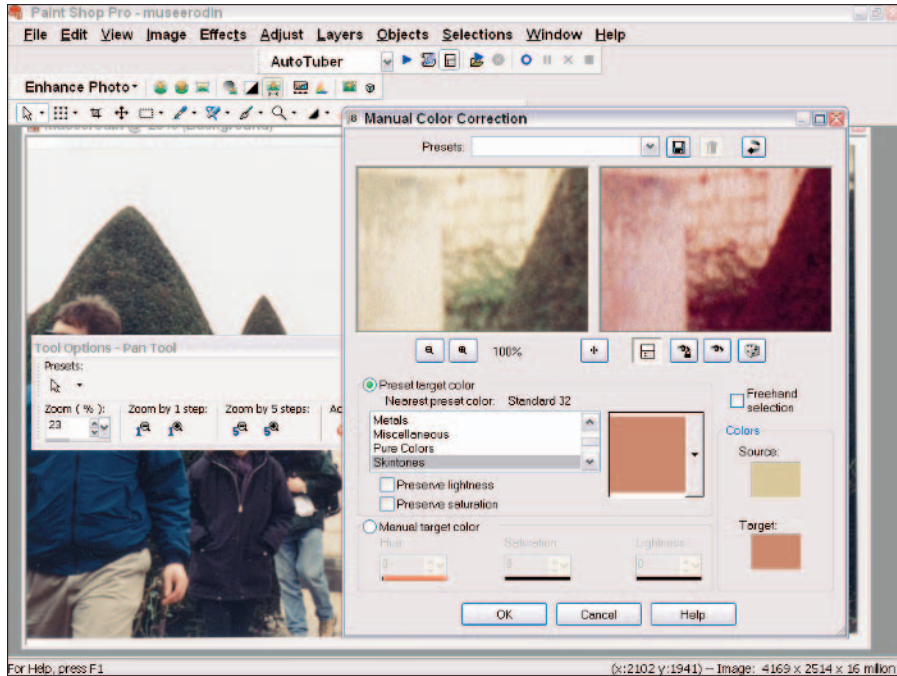 Paint Shop Pro - museerodin
File Edit View Image Effects Adjust Layers Objects Selections Window Help
AutoTuber
Enhance Photo
Manual Color Correction
Presets:
100%
Tool Options - Pan Tool
Presets:
Zoom ( % ): Zoom by 1 step: Zoom by 5 steps:
23
Preset target color
Nearest preset color: Standard 32
Metals
Miscellaneous
Pure Colors
Skintones
Preserve lightness
Preserve saturation
Freehand selection
Colors
Source:
Target:
Manual target color
Hue Saturation Lightness
0 0 0
OK Cancel Help
For Help, press F1
(x:2102 y:1941) -- Image: 4169 x 2514 x 16 million